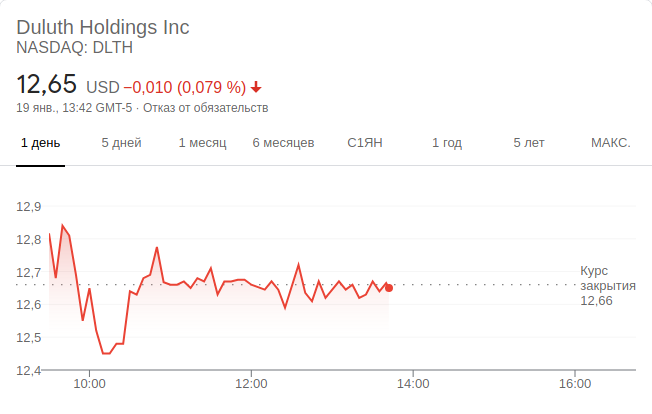 Duluth Holdings Inc
NASDAQ: DLTH
12,65 USD −0,010 (0,079 %)
19 янв., 13:42 GMT-5 · Отказ от обязательств
1 день 5 дней 1 месяц 6 месяцев С1ЯН 1 год 5 лет МАКС.
12,9
12,8
12,7
12,6
12,5
12,4
Курс
закрытия
12,66
10:00 12:00 14:00 16:00